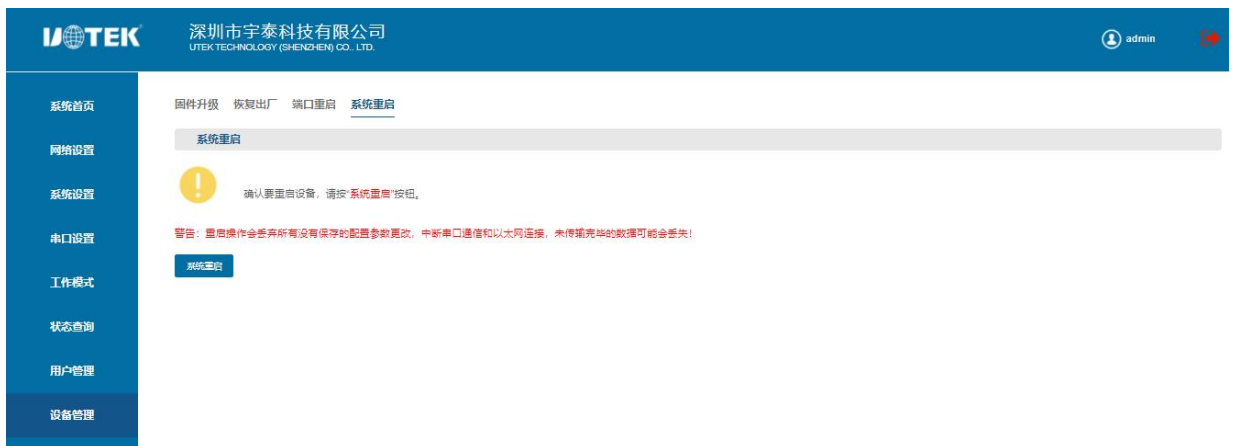 UOTEK
深圳市宇泰科技有限公司
UTEK TECHNOLOGY (SHENZHEN) CO., LTD.
admin
系统首页
网络设置
系统设置
串口设置
工作模式
状态查询
用户管理
设备管理
固件升级 恢复出厂 端口重启 系统重启
系统重启
确认要重启设备，请按“系统重启”按钮。
警告：重启操作会丢弃所有没有保存的配置参数更改，中断串口通信和以太网连接，未传输完毕的数据可能会丢失！
系统重启